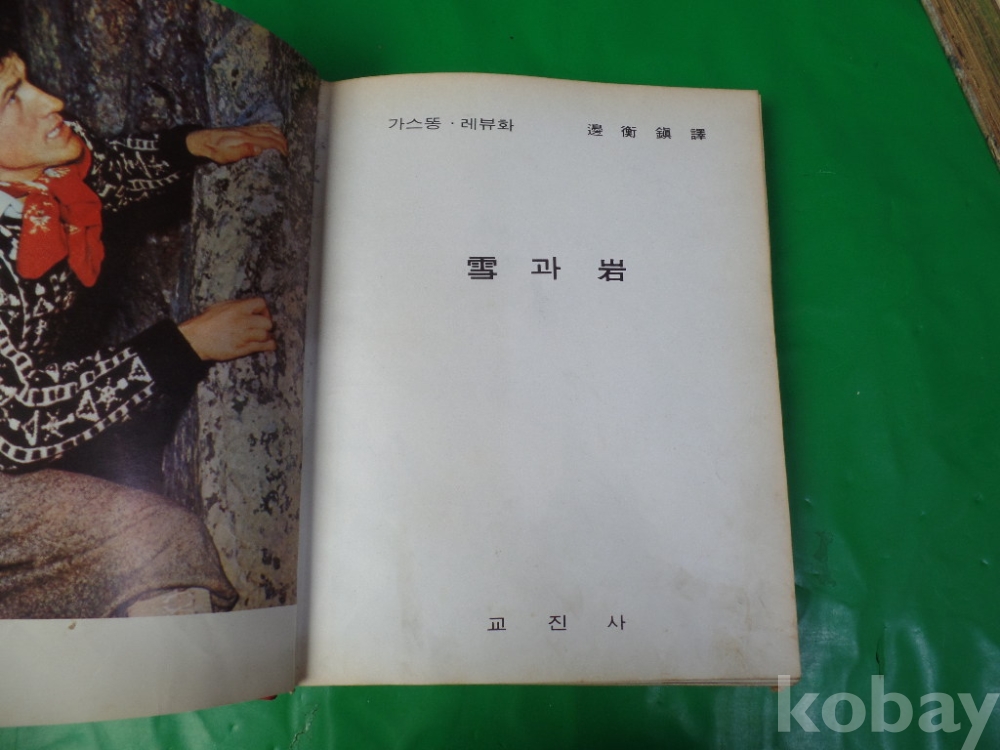 가스똥 · 레뷰화 邊衡鎭譯
雪과岩
교진사
kobay